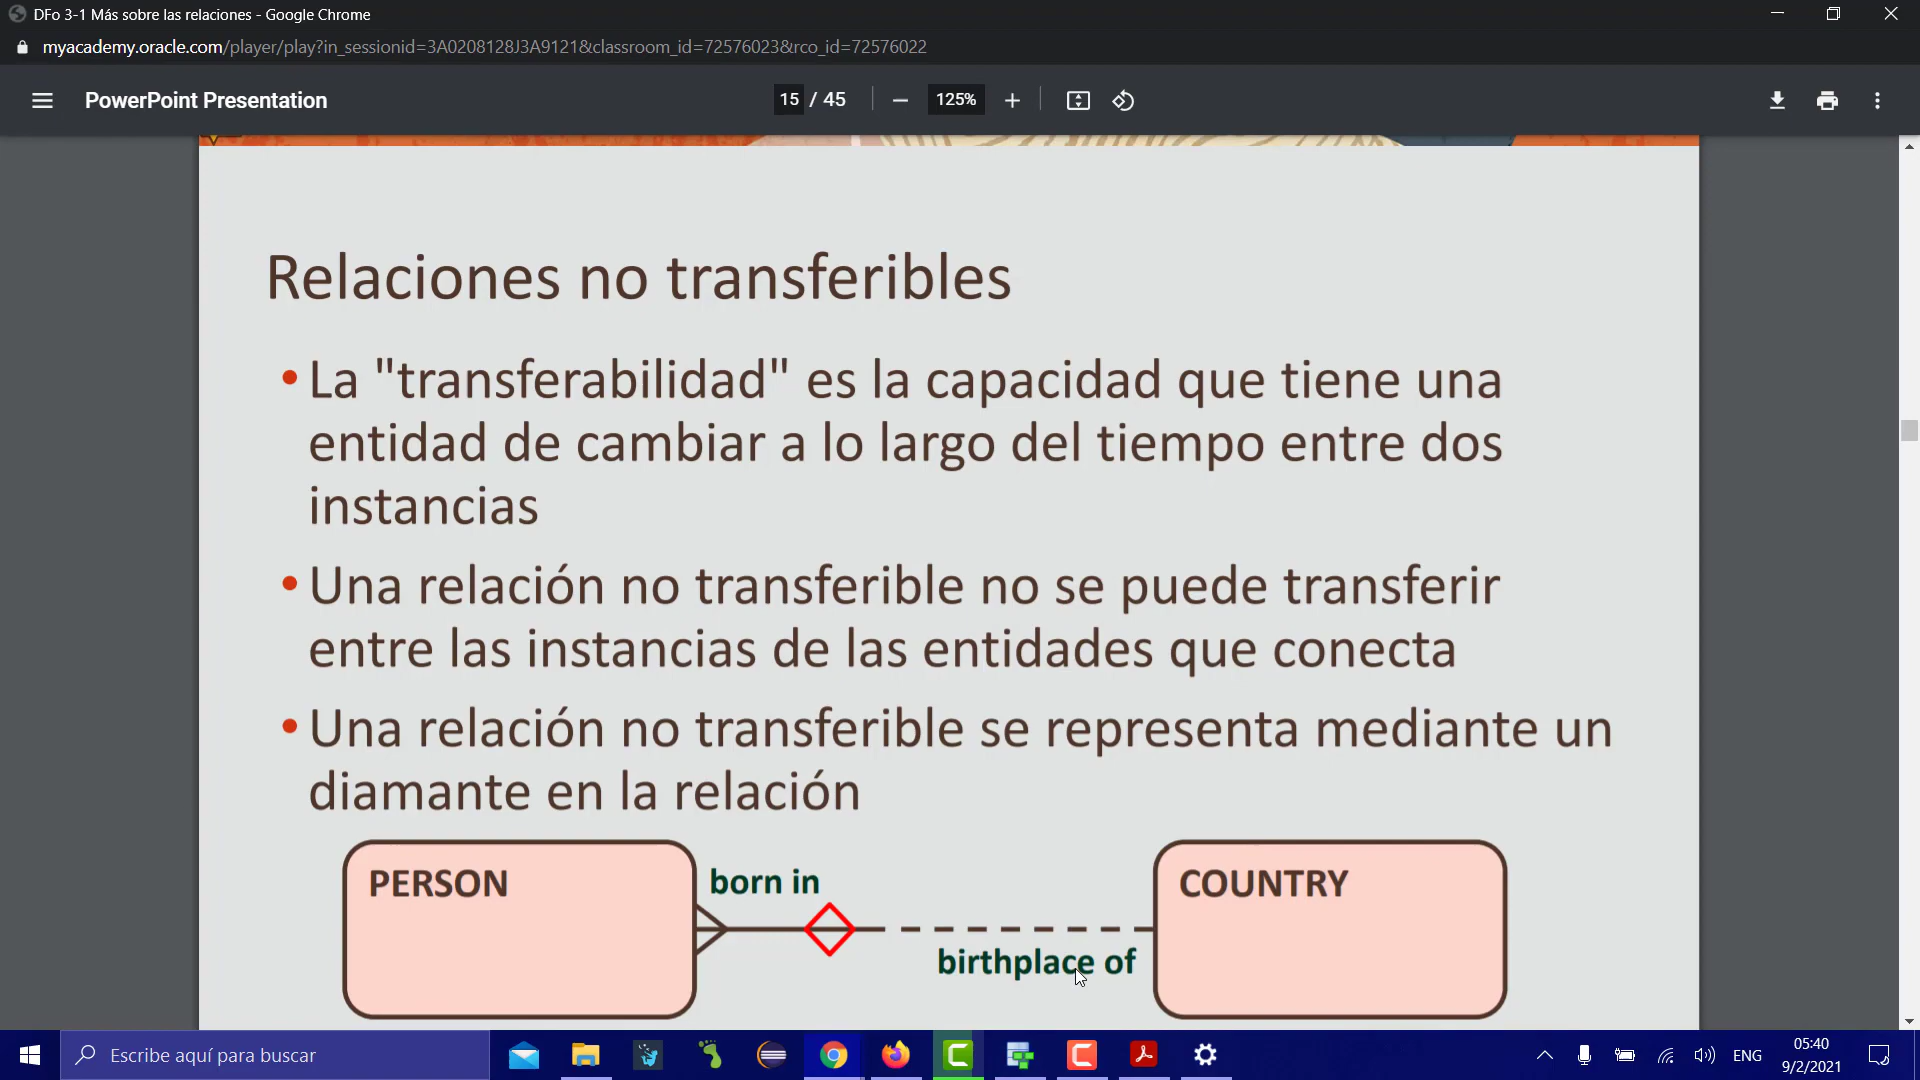 DFo 3-1 Más sobre las relaciones - Google Chrome
myacademy.oracle.com/player/play?in_sessionid=3A0208128J3A9121&classroom_id=72576023&rco_id=72576022
PowerPoint Presentation
15 / 45
125%
Relaciones no transferibles
• La "transferabilidad" es la capacidad que tiene una
entidad de cambiar a lo largo del tiempo entre dos
instancias
• Una relación no transferible no se puede transferir
entre las instancias de las entidades que conecta
• Una relación no transferible se representa mediante un
diamante en la relación
PERSON
born in
birthplace of
COUNTRY
Escribe aquí para buscar
ENG
05:40
9/2/2021